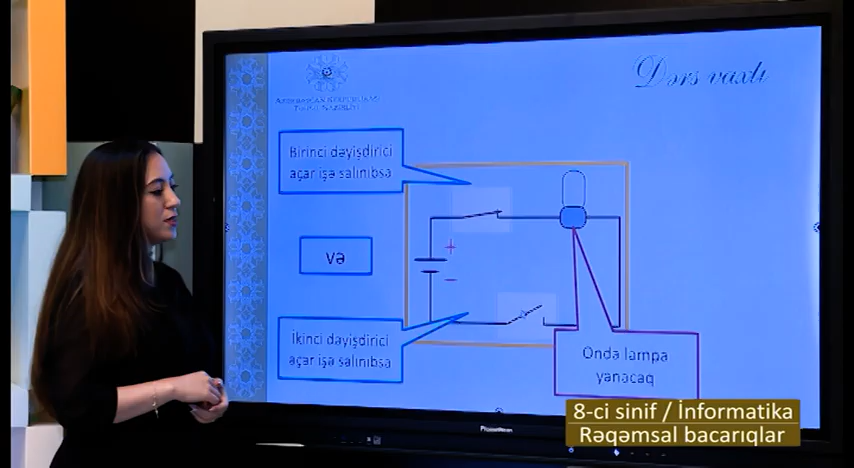 Dərs vaxtı
Birinci dəyişdirici
açar işə salınıbsa
+
və
−
İkinci dəyişdirici
açar işə salınıbsa
Onda lampa
yanacaq
8-ci sinif / İnformatika
Rəqəmsal bacarıqlar